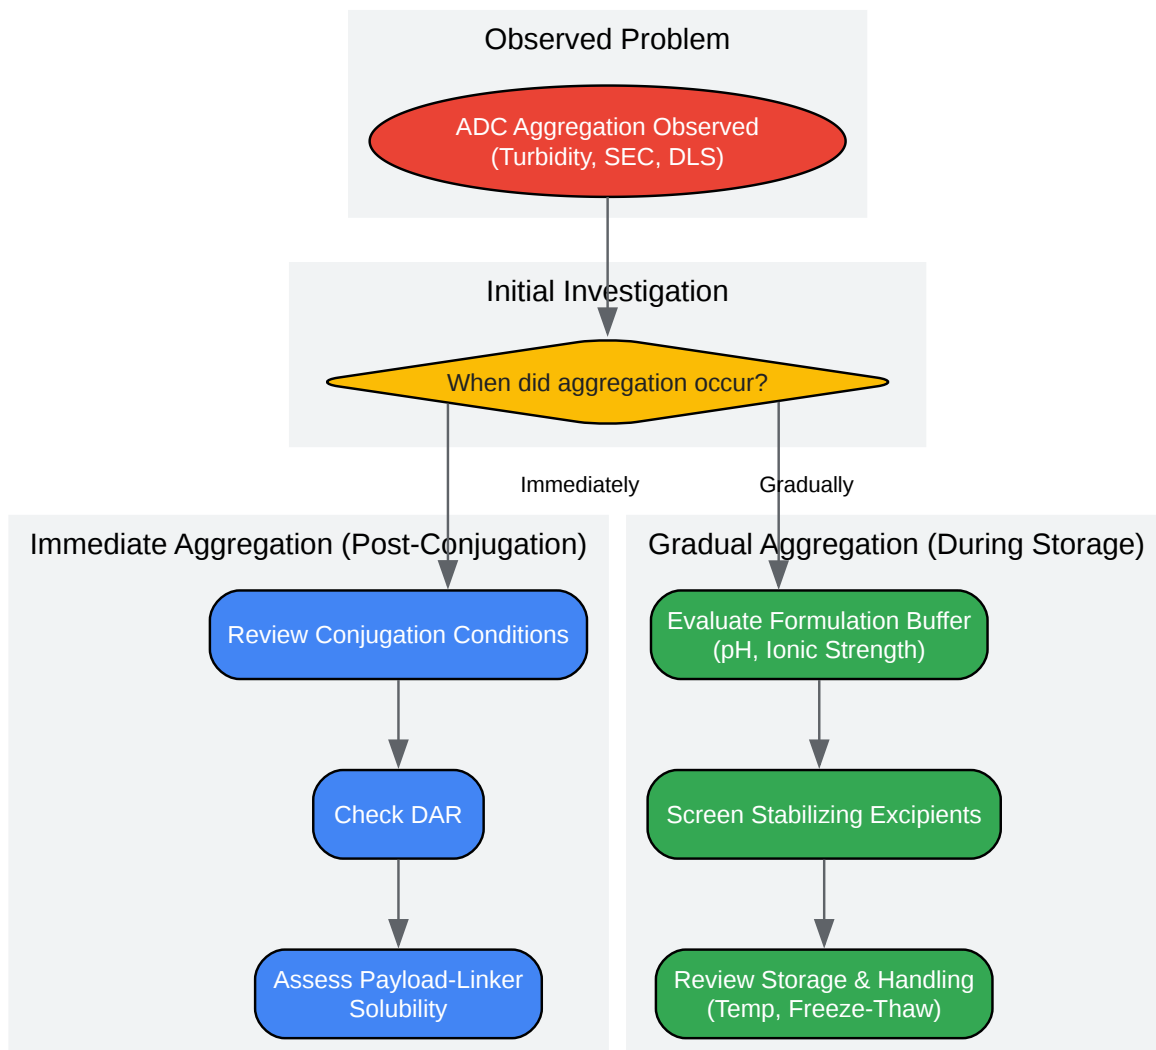 Observed Problem
ADC Aggregation Observed
(Turbidity, SEC, DLS)
Initial Investigation
When did aggregation occur?
Immediately
Gradually
Immediate Aggregation (Post-Conjugation)
Review Conjugation Conditions
Check DAR
Assess Payload-Linker
Solubility
Gradual Aggregation (During Storage)
Evaluate Formulation Buffer
(pH, Ionic Strength)
Screen Stabilizing Excipients
Review Storage & Handling
(Temp, Freeze-Thaw)